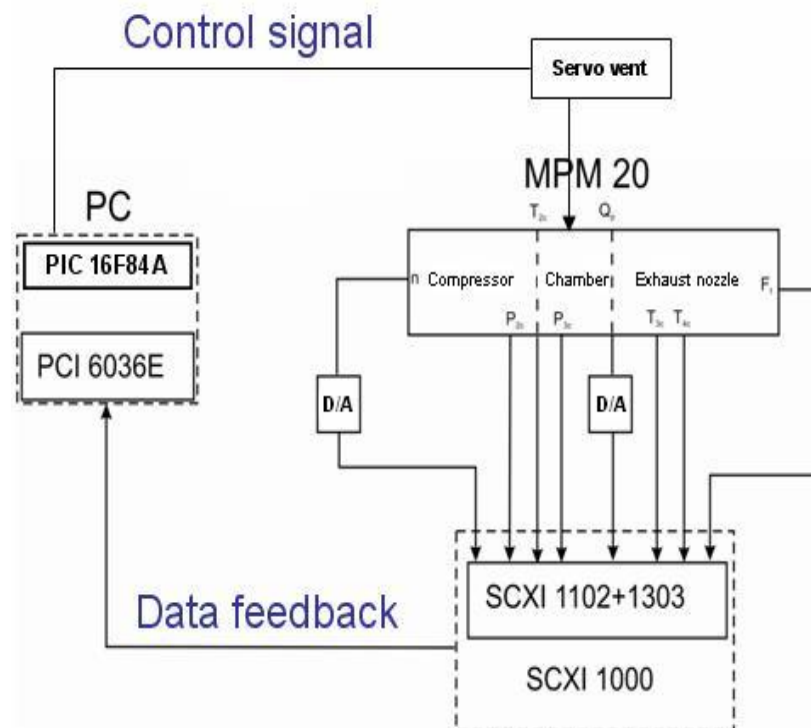 Control signal
Servo vent
MPM 20
PC
T₂c Q
PIC 16F84A
n Compressor Chamber Exhaust nozzle F
P₂c P₃c T₃c T₄c
PCI 6036E
D/A D/A
SCXI 1102+1303
Data feedback
SCXI 1000